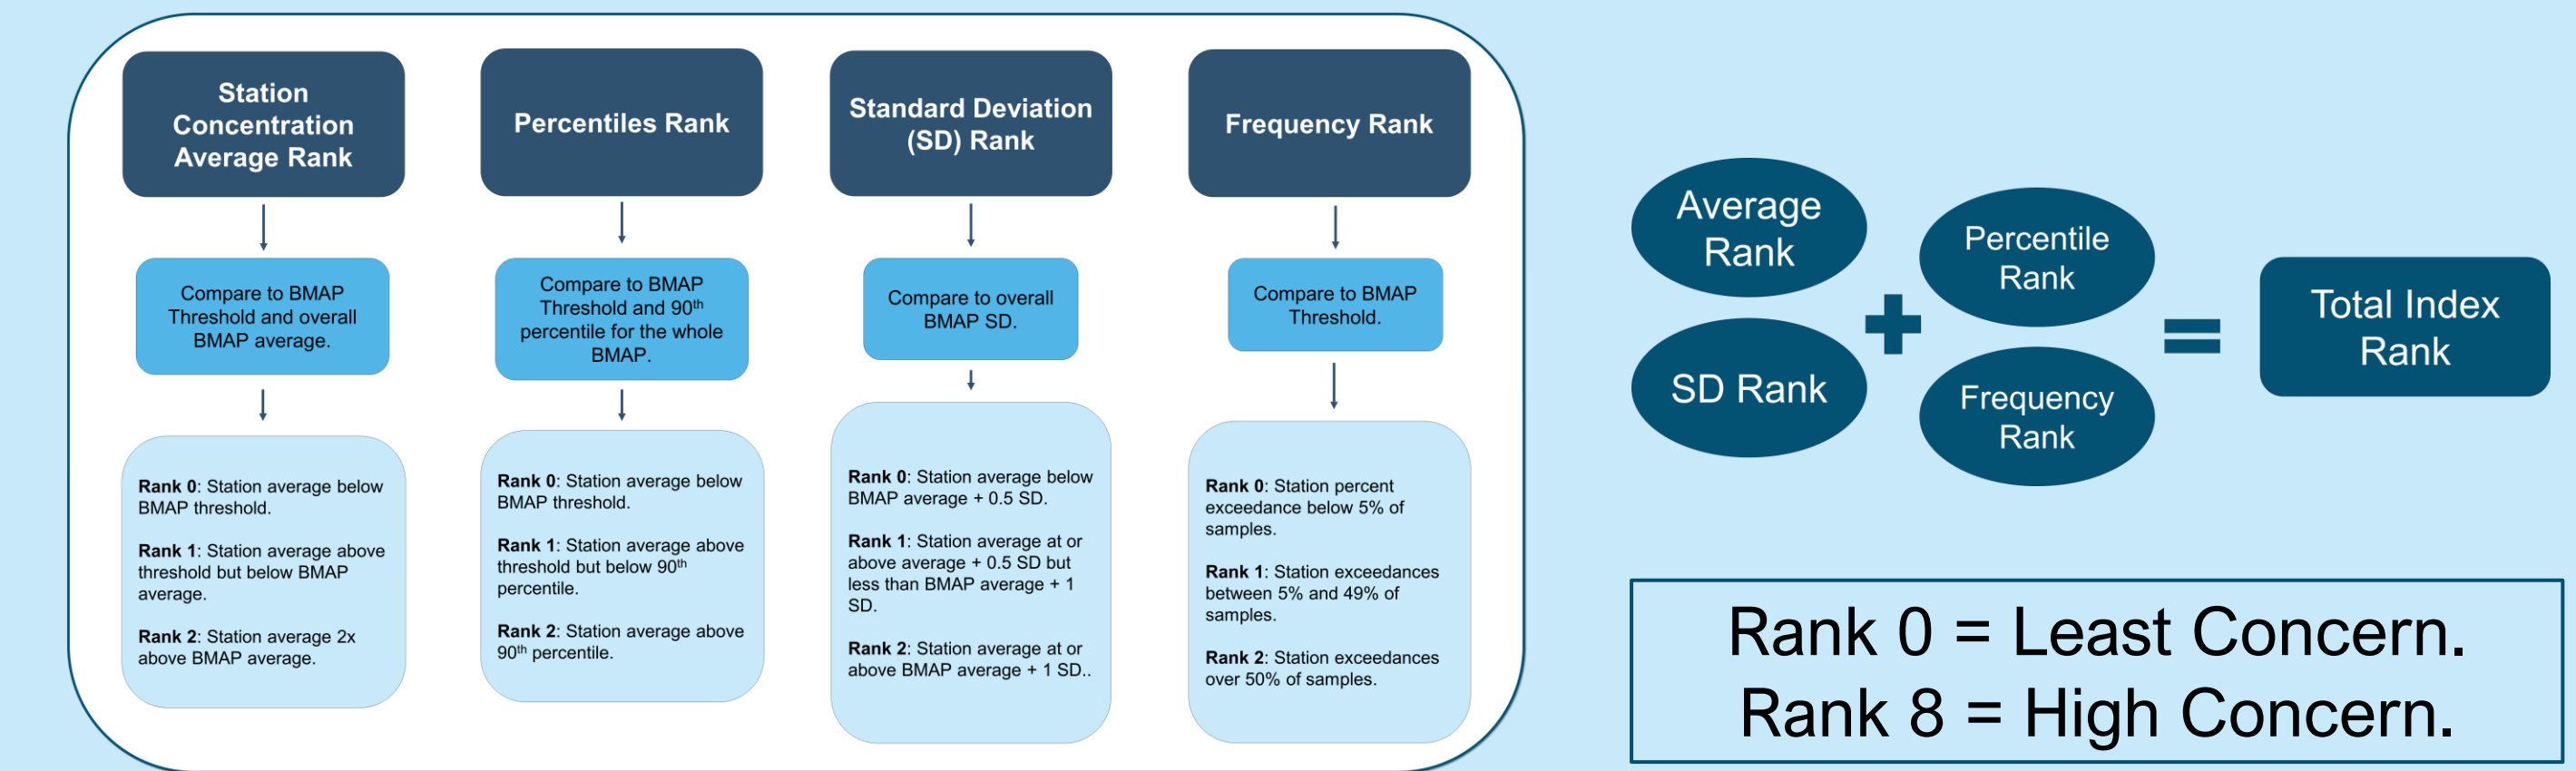 Station
Concentration
Average Rank
Compare to BMAP
Threshold and overall
BMAP average.
Rank 0: Station average below
BMAP threshold.
Rank 1: Station average above
threshold but below BMAP
average.
Rank 2: Station average 2x
above BMAP average.
Percentiles Rank
Compare to BMAP
Threshold and 90th
percentile for the whole
BMAP.
Rank 0: Station average below
BMAP threshold.
Rank 1: Station average above
threshold but below 90th
percentile.
Rank 2: Station average above
90th percentile.
Standard Deviation
(SD) Rank
Compare to overall
BMAP SD.
Rank 0: Station average below
BMAP average + 0.5 SD.
Rank 1: Station average at or
above average + 0.5 SD but
less than BMAP average + 1
SD.
Rank 2: Station average at or
above BMAP average + 1 SD..
Frequency Rank
Compare to BMAP
Threshold.
Rank 0: Station percent
exceedance below 5% of
samples.
Rank 1: Station exceedances
between 5% and 49% of
samples.
Rank 2: Station exceedances
over 50% of samples.
Average
Rank
SD Rank
+
Percentile
Rank
Frequency
Rank
=
Total Index
Rank
Rank 0 = Least Concern.
Rank 8 = High Concern.